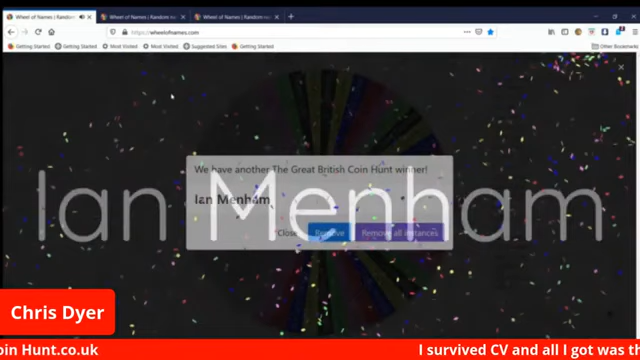 Wheel of Names | Random
Wheel of Names | Random
Wheel of Names | Random
https://wheelofnames.com
Getting Started
Getting Started
Most Visited
Most Visited
Suggested Sites
Getting Started
Other Bookmarks
We have another The Great British Coin Hunt winner!
Ian Menham
Ian Menham
Close
Remove
Remove all instances
Chris Dyer
oin Hunt.co.uk
I survived CV and all I got was th